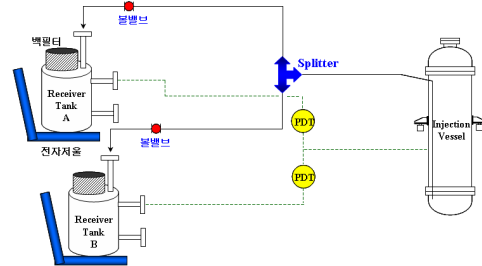 볼밸브
백필터
Splitter
Receiver
Tank
A
PDT
Injection
Vessel
볼밸브
전자저울
PDT
Receiver
Tank
B